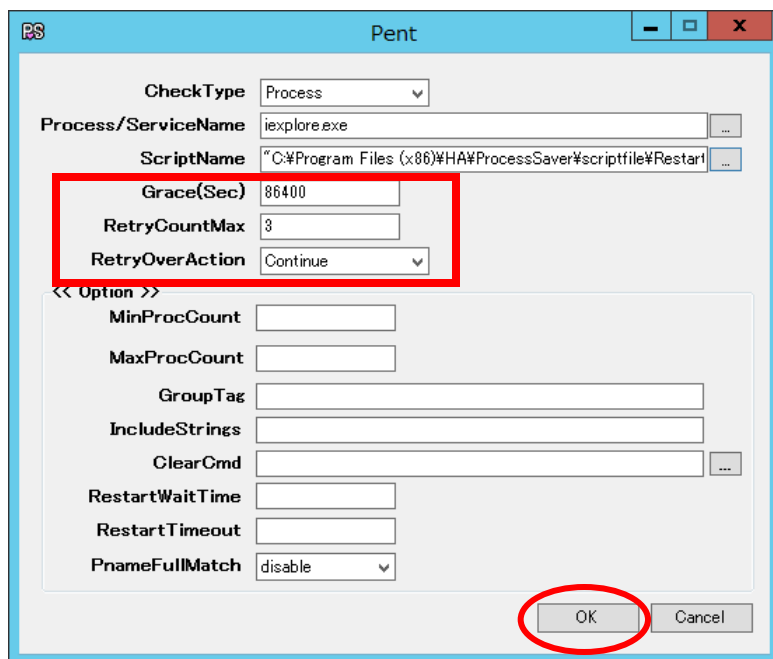 PS Pent
CheckType Process
Process/ServiceName iexplore.exe ...
ScriptName "C:¥Program Files (x86)¥HA¥ProcessSaver¥scriptfile¥Restart ...
Grace(Sec) 86400
RetryCountMax 3
RetryOverAction Continue
<< Option >>
MinProcCount
MaxProcCount
GroupTag
IncludeStrings
ClearCmd ...
RestartWaitTime
RestartTimeout
PnameFullMatch disable
OK Cancel